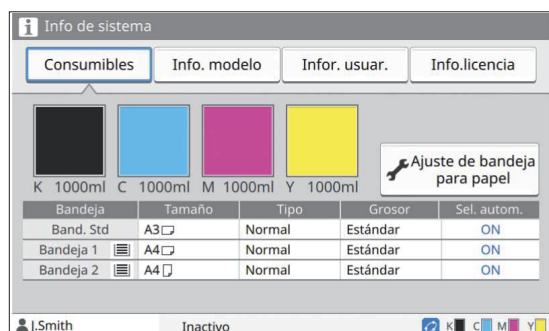 Info de sistema
Consumibles Info. modelo Infor. usuar. Info.licencia
K 1000ml C 1000ml M 1000ml Y 1000ml
Ajuste de bandeja
para papel
Bandeja Tamaño Tipo Grosor Sel. autom.
Band. Std A3 Normal Estándar ON
Bandeja 1 A4 Normal Estándar ON
Bandeja 2 A4 Normal Estándar ON
J.Smith Inactivo K C M Y